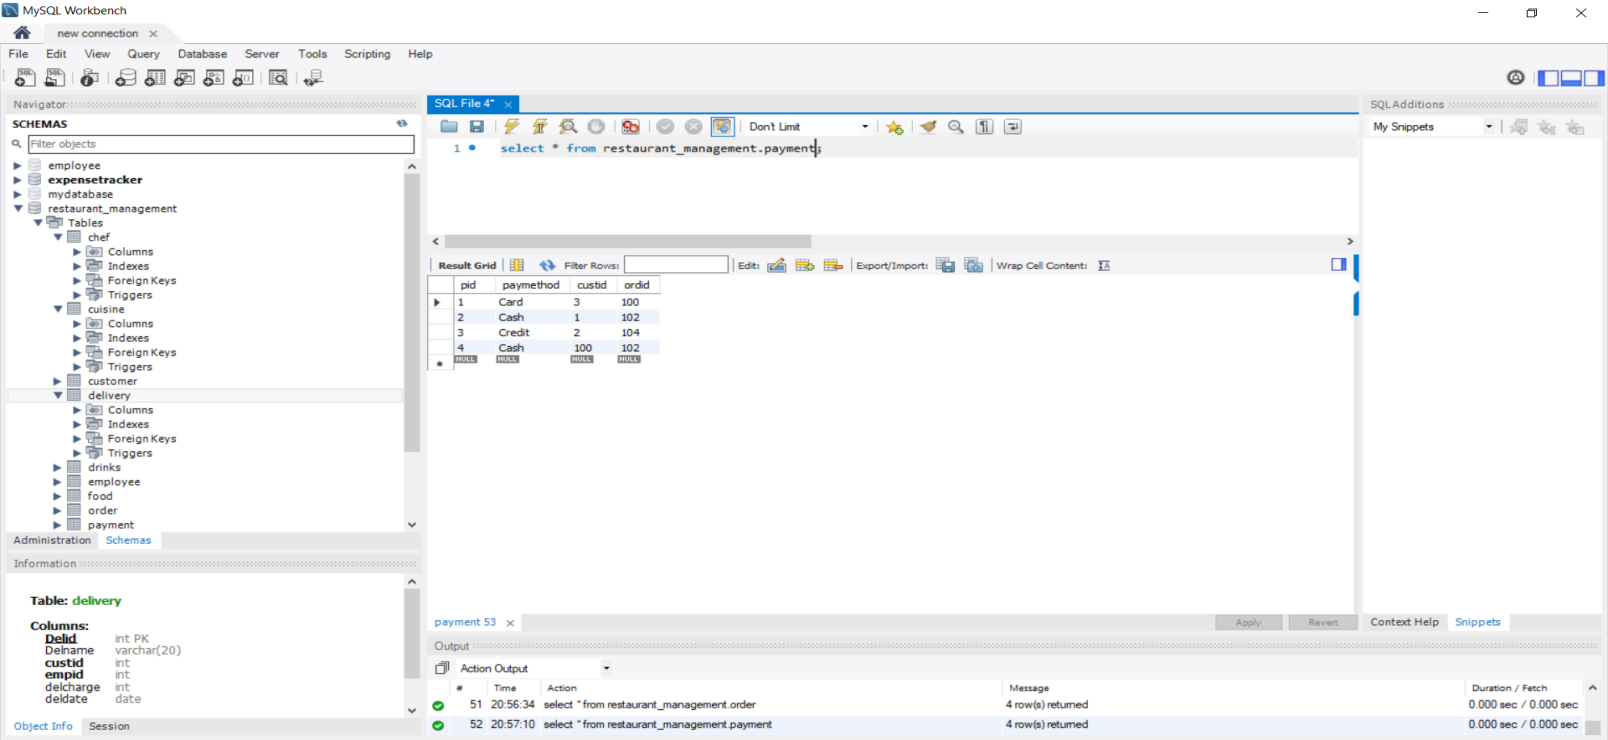 MySQL Workbench
new connection
File Edit View Query Database Server Tools Scripting Help
Navigator
SCHEMAS
Filter objects
employee
expensetracker
mydatabase
restaurant_management
Tables
chef
Columns
Indexes
Foreign Keys
Triggers
cuisine
Columns
Indexes
Foreign Keys
Triggers
customer
delivery
Columns
Indexes
Foreign Keys
Triggers
drinks
employee
food
order
payment
Administration Schemas
Information
Table: delivery
Columns:
Delid int PK
Delname varchar(20)
custid int
empid int
delcharge int
deldate date
Object Info Session
SQL File 4*
Don't Limit
1 select * from restaurant_management.payment;
Result Grid Filter Rows: Edit: Export/Import: Wrap Cell Content:
pid paymethod custid ordid
1 Card 3 100
2 Cash 1 102
3 Credit 2 104
4 Cash 100 102
NULL NULL NULL NULL
payment 53
Apply Revert
SQLAdditions
My Snippets
Context Help Snippets
Output
Action Output
# Time Action Message Duration / Fetch
51 20:56:34 select * from restaurant_management.order 4 row(s) returned 0.000 sec / 0.000 sec
52 20:57:10 select * from restaurant_management.payment 4 row(s) returned 0.000 sec / 0.000 sec